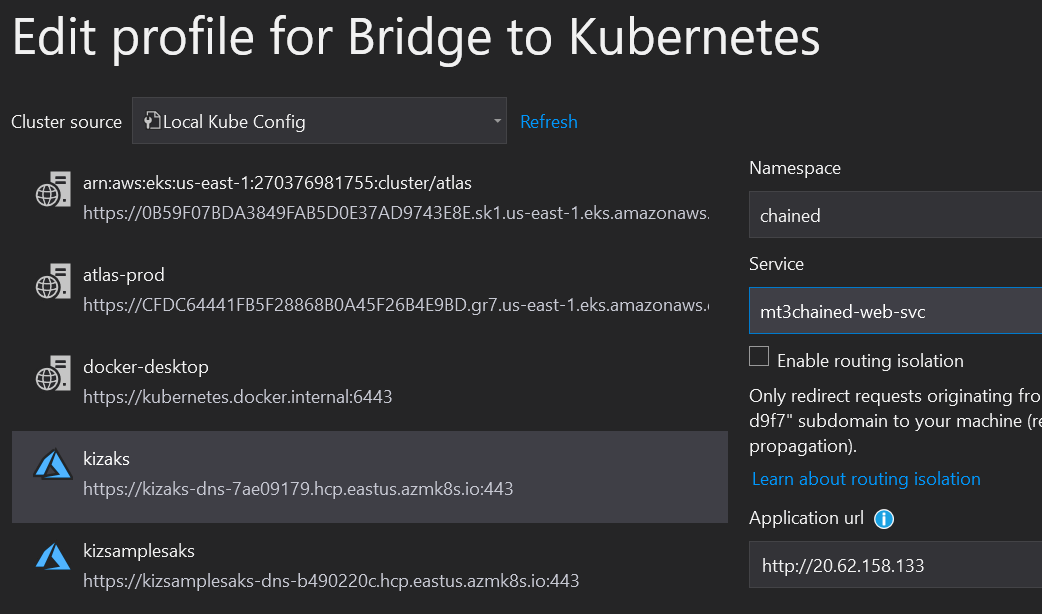 Edit profile for Bridge to Kubernetes
Cluster source
Local Kube Config
Refresh
arn:aws:eks:us-east-1:270376981755:cluster/atlas
https://0B59F07BDA3849FAB5D0E37AD9743E8E.sk1.us-east-1.eks.amazonaws.
atlas-prod
https://CFDC64441FB5F28868B0A45F26B4E9BD.gr7.us-east-1.eks.amazonaws.
docker-desktop
https://kubernetes.docker.internal:6443
kizaks
https://kizaks-dns-7ae09179.hcp.eastus.azmk8s.io:443
kizsamplesaks
https://kizsamplesaks-dns-b490220c.hcp.eastus.azmk8s.io:443
Namespace
chained
Service
mt3chained-web-svc
Enable routing isolation
Only redirect requests originating fro
d9f7" subdomain to your machine (re
propagation).
Learn about routing isolation
Application url
http://20.62.158.133